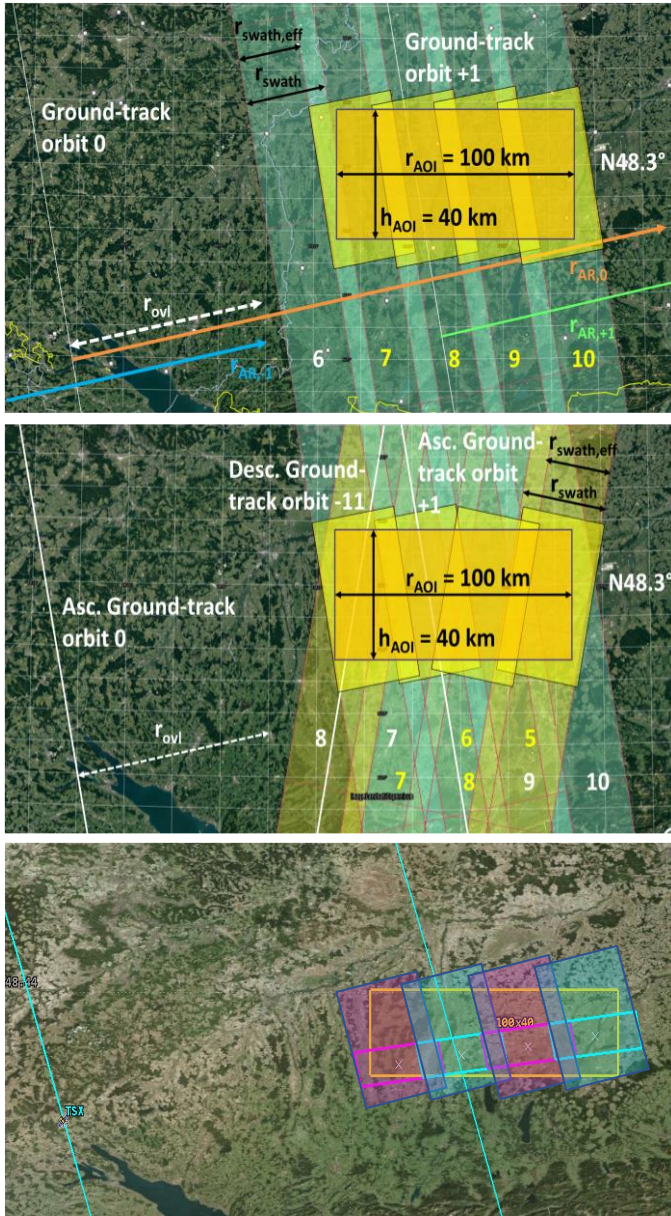 r_swath,eff
r_swath
Ground-track
orbit +1
Ground-track
orbit 0
r_AOI = 100 km
h_AOI = 40 km
N48.3°
r_ovl
r_AR,0
r_AR,-1
r_AR,+1
6 7 8 9 10
Asc. Ground-
track orbit
+1
Desc. Ground-
track orbit -11
r_swath,eff
r_swath
r_AOI = 100 km
h_AOI = 40 km
N48.3°
Asc. Ground-track
orbit 0
r_ovl
8 7 6 5
7 8 9 10
48.44
100x40
TSX